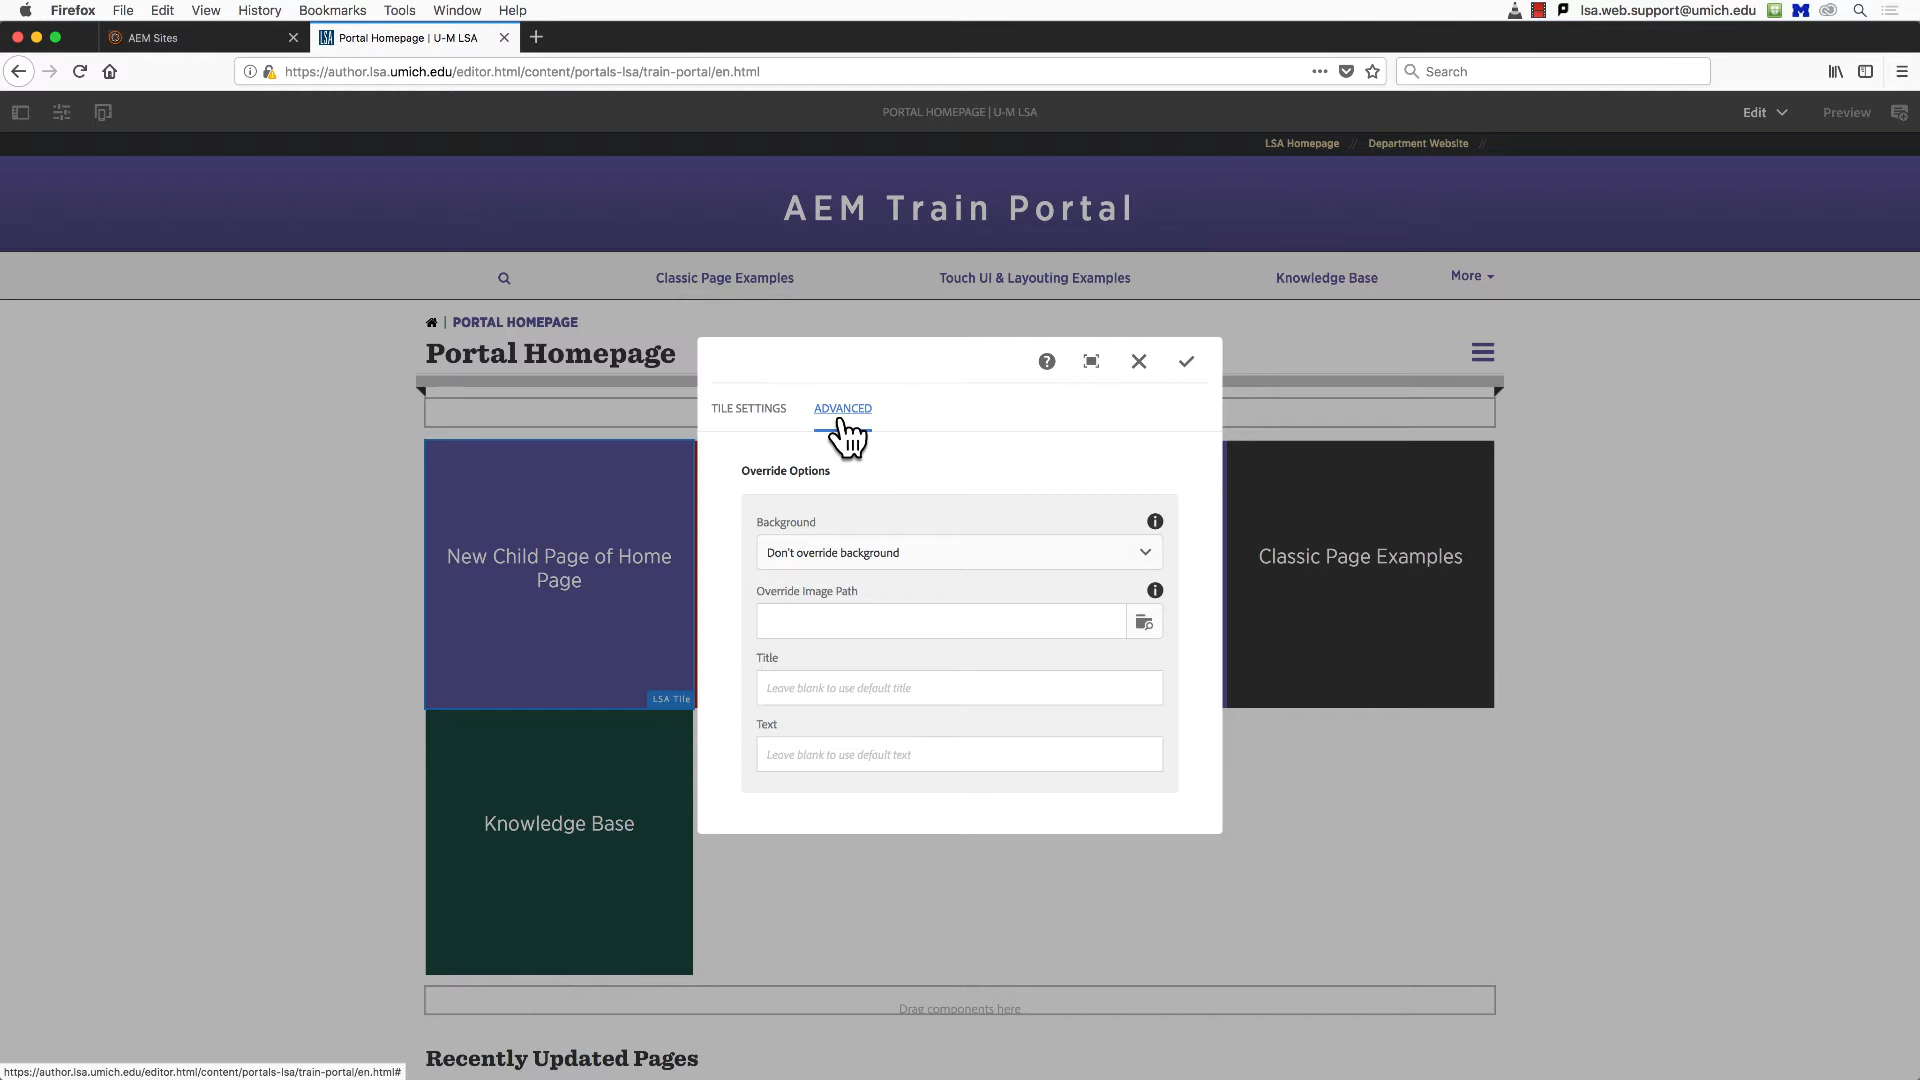 Firefox File Edit View History Bookmarks Tools Window Help lsa.web.support@umich.edu
AEM Sites
Portal Homepage | U-M LSA
https://author.lsa.umich.edu/editor.html/content/portals-lsa/train-portal/en.html
Search
PORTAL HOMEPAGE | U-M LSA
Edit
Preview
LSA Homepage // Department Website //
AEM Train Portal
Classic Page Examples
Touch UI & Layouting Examples
Knowledge Base
More
| PORTAL HOMEPAGE
Portal Homepage
TILE SETTINGS
ADVANCED
Override Options
Background
Don't override background
Override Image Path
Title
Leave blank to use default title
Text
Leave blank to use default text
New Child Page of Home
Page
LSA Tile
Classic Page Examples
Knowledge Base
Drag components here
Recently Updated Pages
https://author.lsa.umich.edu/editor.html/content/portals-lsa/train-portal/en.html#